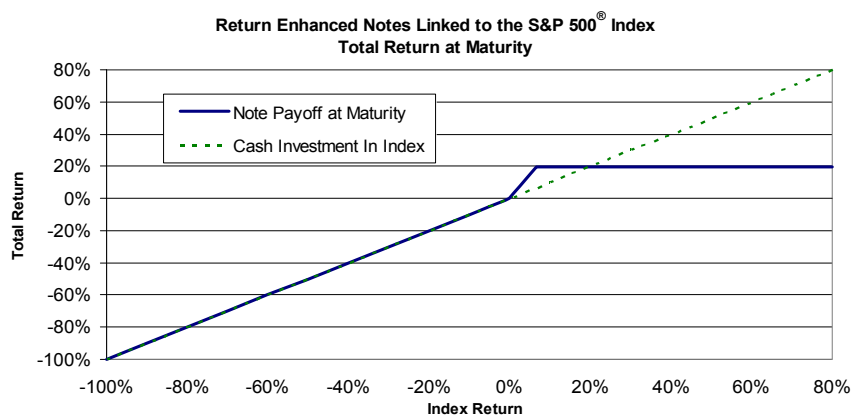 Return Enhanced Notes Linked to the S&P 500® Index
Total Return at Maturity
80%
60%
40%
20%
0%
-20%
-40%
-60%
-80%
-100%
Total Return
Note Payoff at Maturity
Cash Investment In Index
-100% -80% -60% -40% -20% 0% 20% 40% 60% 80%
Index Return